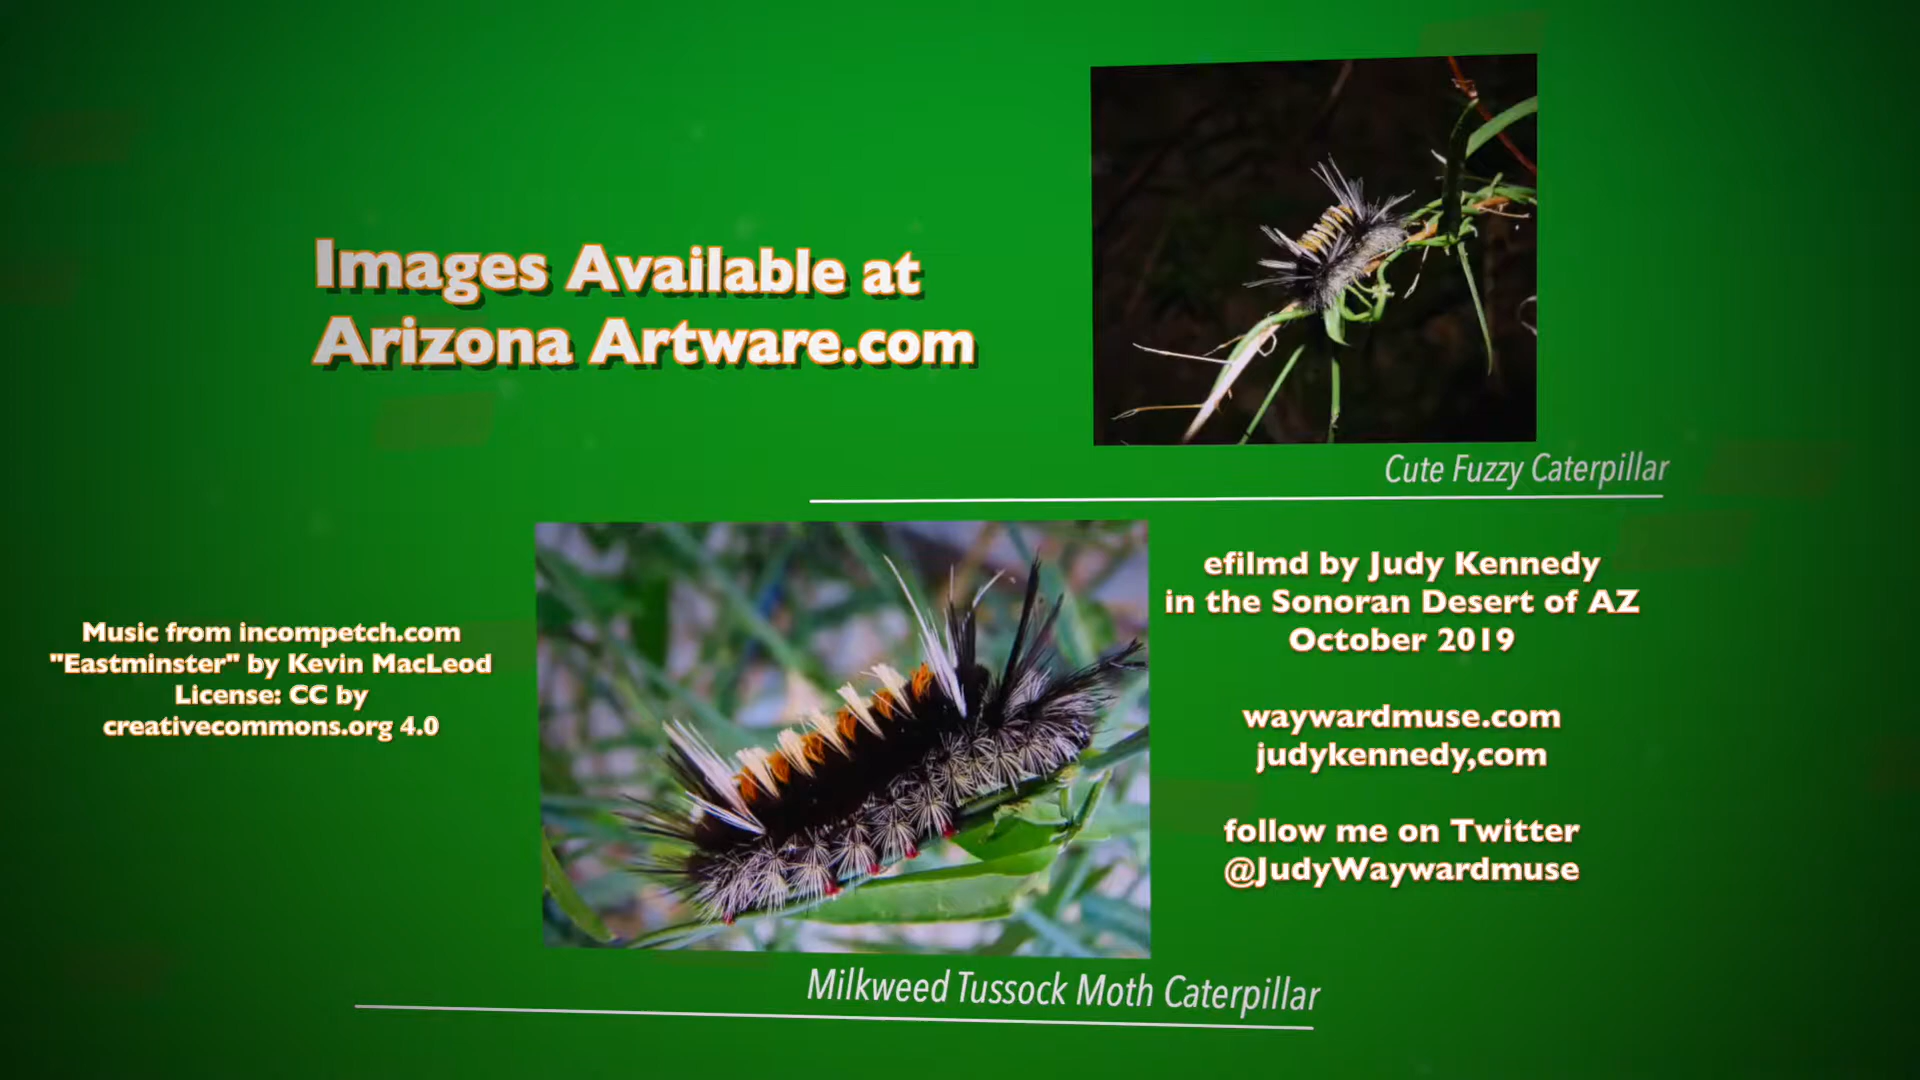 Images Available at
Arizona Artware.com
Cute Fuzzy Caterpillar
efilmd by Judy Kennedy
in the Sonoran Desert of AZ
October 2019
waywardmuse.com
judykennedy,com
follow me on Twitter
@JudyWaywardmuse
Music from incompetch.com
"Eastminster" by Kevin MacLeod
License: CC by
creativecommons.org 4.0
Milkweed Tussock Moth Caterpillar